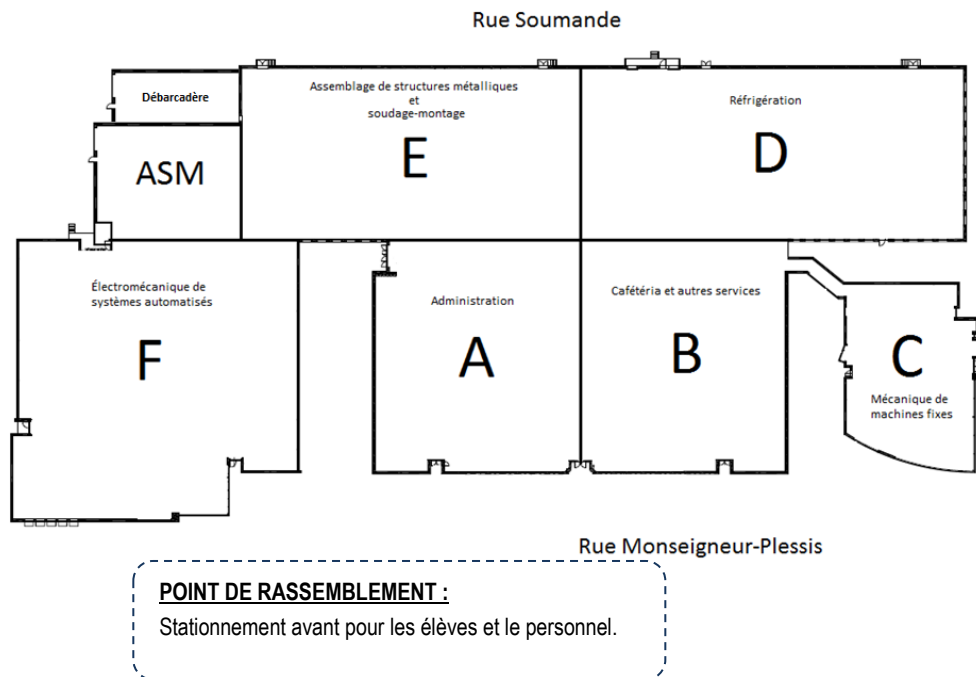 Rue Soumande
Débarcadère
Assemblage de structures métalliques
et
soudage-montage
E
Réfrigération
D
ASM
Électromécanique de
systèmes automatisés
F
Administration
A
Cafétéria et autres services
B
C
Mécanique de
machines fixes
Rue Monseigneur-Plessis
POINT DE RASSEMBLEMENT :
Stationnement avant pour les élèves et le personnel.